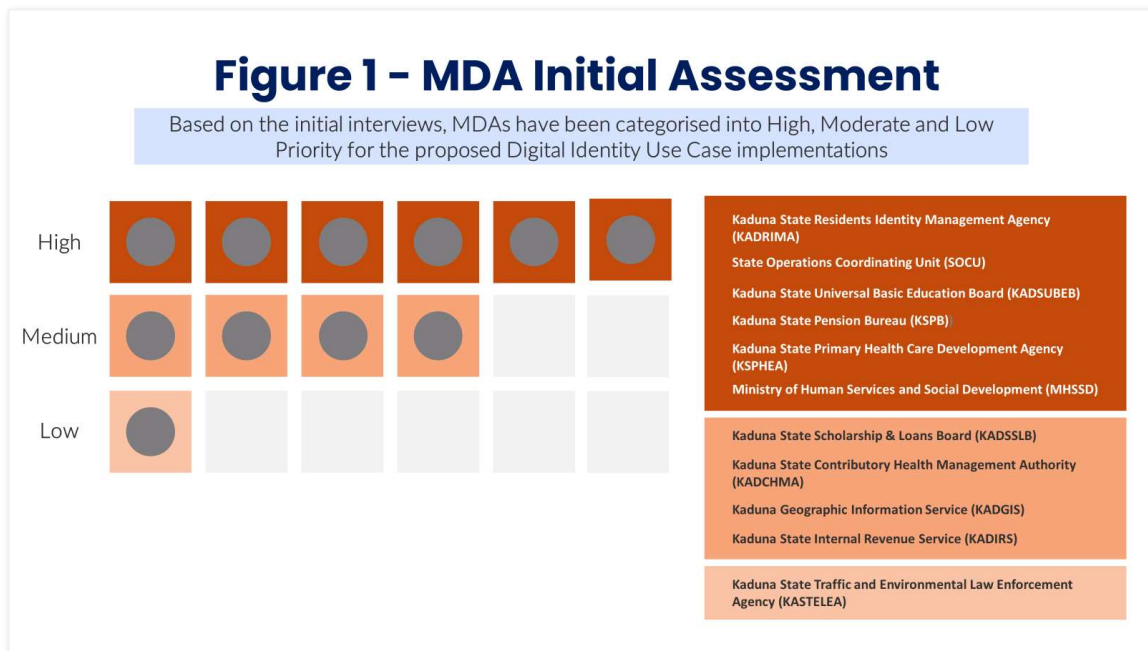 Figure 1 - MDA Initial Assessment
Based on the initial interviews, MDAs have been categorised into High, Moderate and Low
Priority for the proposed Digital Identity Use Case implementations
High
Medium
Low
Kaduna State Residents Identity Management Agency
(KADRIMA)
State Operations Coordinating Unit (SOCU)
Kaduna State Universal Basic Education Board (KADSUBEB)
Kaduna State Pension Bureau (KSPB))
Kaduna State Primary Health Care Development Agency
(KSPHEA)
Ministry of Human Services and Social Development (MHSSD)
Kaduna State Scholarship & Loans Board (KADSSLB)
Kaduna State Contributory Health Management Authority
(KADCHMA)
Kaduna Geographic Information Service (KADGIS)
Kaduna State Internal Revenue Service (KADIRS)
Kaduna State Traffic and Environmental Law Enforcement
Agency (KASTELEA)